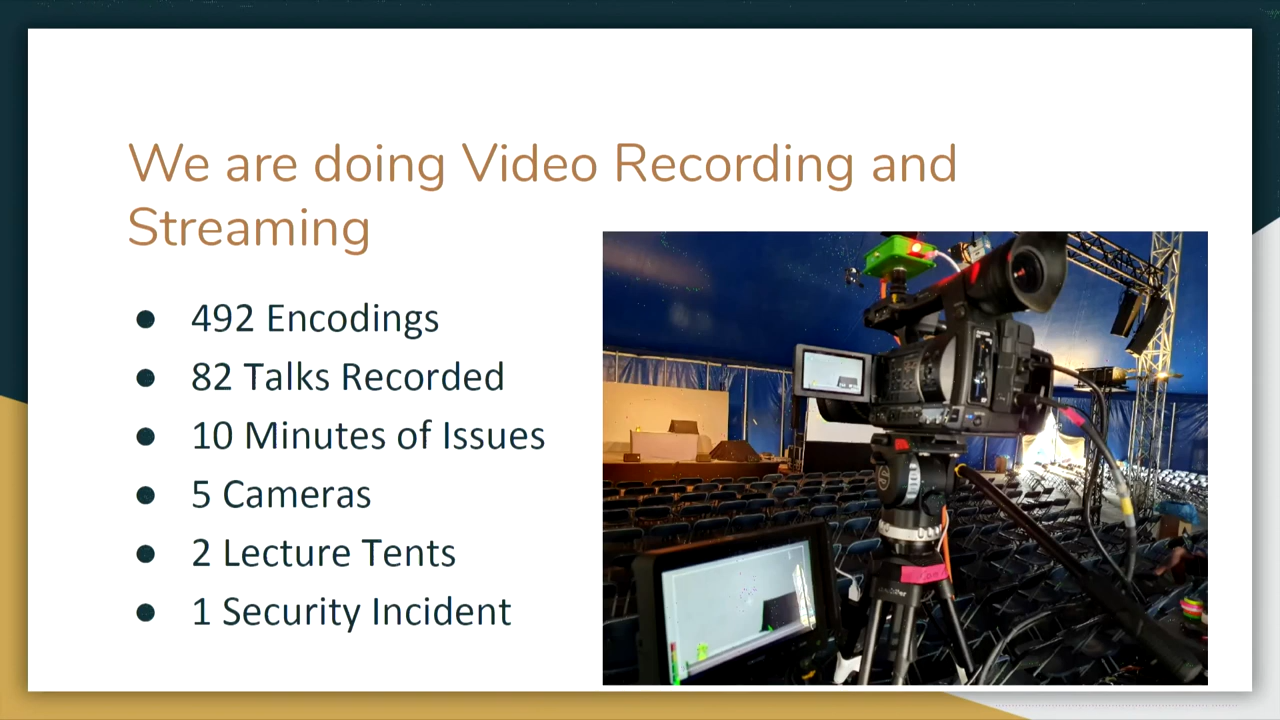 We are doing Video Recording and
Streaming
● 492 Encodings
● 82 Talks Recorded
● 10 Minutes of Issues
● 5 Cameras
● 2 Lecture Tents
● 1 Security Incident